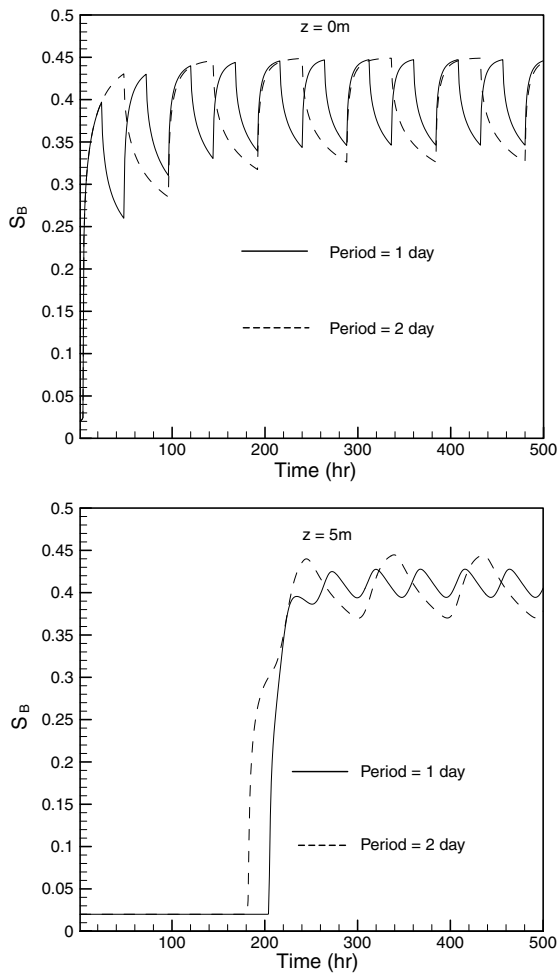 z = 0m
0.5
0.45
0.4
0.35
0.3
0.25
0.2
0.15
0.1
0.05
0
S_B
Period = 1 day
Period = 2 day
100 200 300 400 500
Time (hr)
z = 5m
0.5
0.45
0.4
0.35
0.3
0.25
0.2
0.15
0.1
0.05
0
S_B
Period = 1 day
Period = 2 day
100 200 300 400 500
Time (hr)